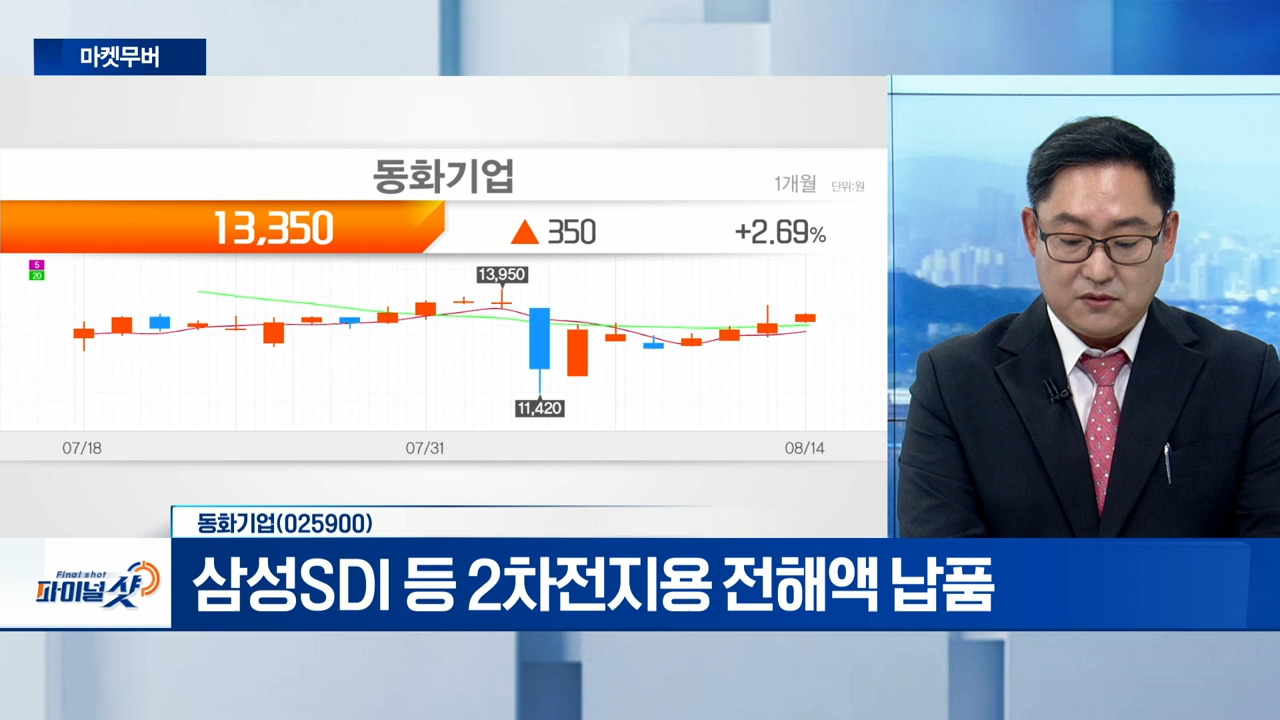 마켓무버
동화기업
1개월 단위:원
13,350 ▲ 350 +2.69%
5
20
13,950
11,420
07/18 07/31 08/14
동화기업(025900)
Final shot
파이널샷
삼성SDI 등 2차전지용 전해액 납품